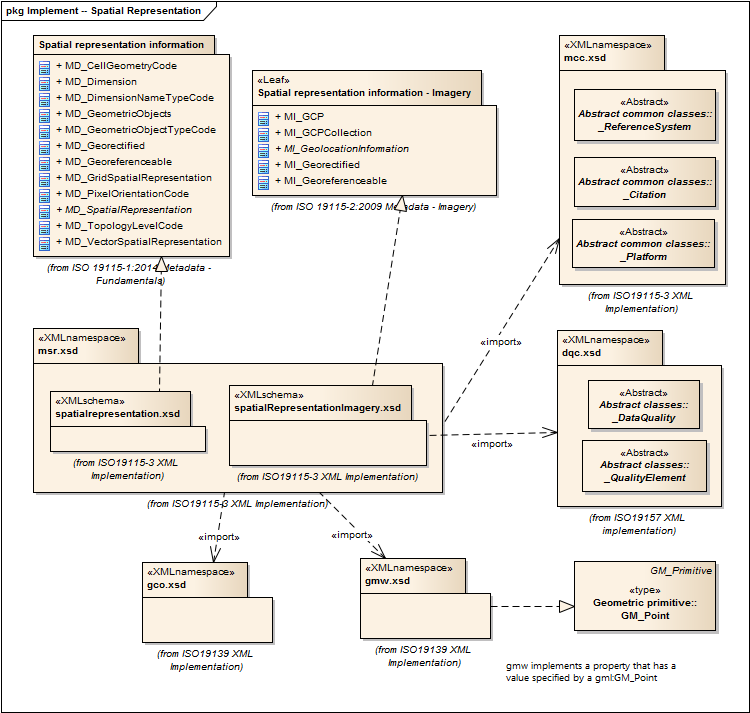 pkg Implement -- Spatial Representation
Spatial representation information
+ MD_CellGeometryCode
+ MD_Dimension
+ MD_DimensionNameTypeCode
+ MD_GeometricObjects
+ MD_GeometricObjectTypeCode
+ MD_Georectified
+ MD_Georeferenceable
+ MD_GridSpatialRepresentation
+ MD_PixelOrientationCode
+ MD_SpatialRepresentation
+ MD_TopologyLevelCode
+ MD_VectorSpatialRepresentation
(from ISO 19115-1:2014 Metadata -
Fundamentals)
«Leaf»
Spatial representation information - Imagery
+ MI_GCP
+ MI_GCPCollection
+ MI_GeolocationInformation
+ MI_Georectified
+ MI_Georeferenceable
(from ISO 19115-2:2009 Metadata - Imagery)
«XMLnamespace»
mcc.xsd
«Abstract»
Abstract common classes::
_ReferenceSystem
«Abstract»
Abstract common classes::
_Citation
«Abstract»
Abstract common classes::
_Platform
(from ISO19115-3 XML
Implementation)
«XMLnamespace»
msr.xsd
«XMLschema»
spatialrepresentation.xsd
(from ISO19115-3 XML
Implementation)
«XMLschema»
spatialRepresentationImagery.xsd
(from ISO19115-3 XML Implementation)
(from ISO19115-3 XML Implementation)
«import»
«import»
«XMLnamespace»
dqc.xsd
«Abstract»
Abstract classes::
_DataQuality
«Abstract»
Abstract classes::
_QualityElement
(from ISO19157 XML
implementation)
«import»
«import»
«XMLnamespace»
gco.xsd
(from ISO19139 XML
Implementation)
«XMLnamespace»
gmw.xsd
(from ISO19139 XML
Implementation)
GM_Primitive
«type»
Geometric primitive::
GM_Point
gmw implements a property that has a
value specified by a gml:GM_Point